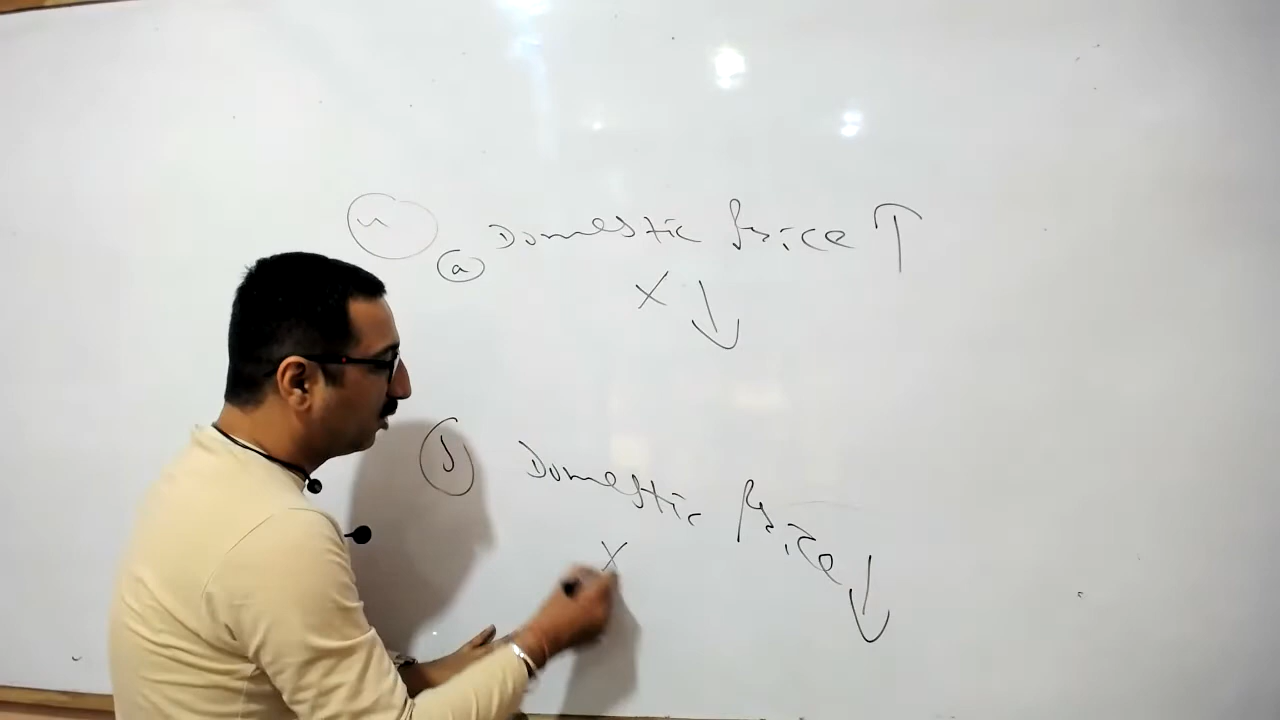 Domestic Price ↑
(a)
X ↓
Domestic Price ↓
X